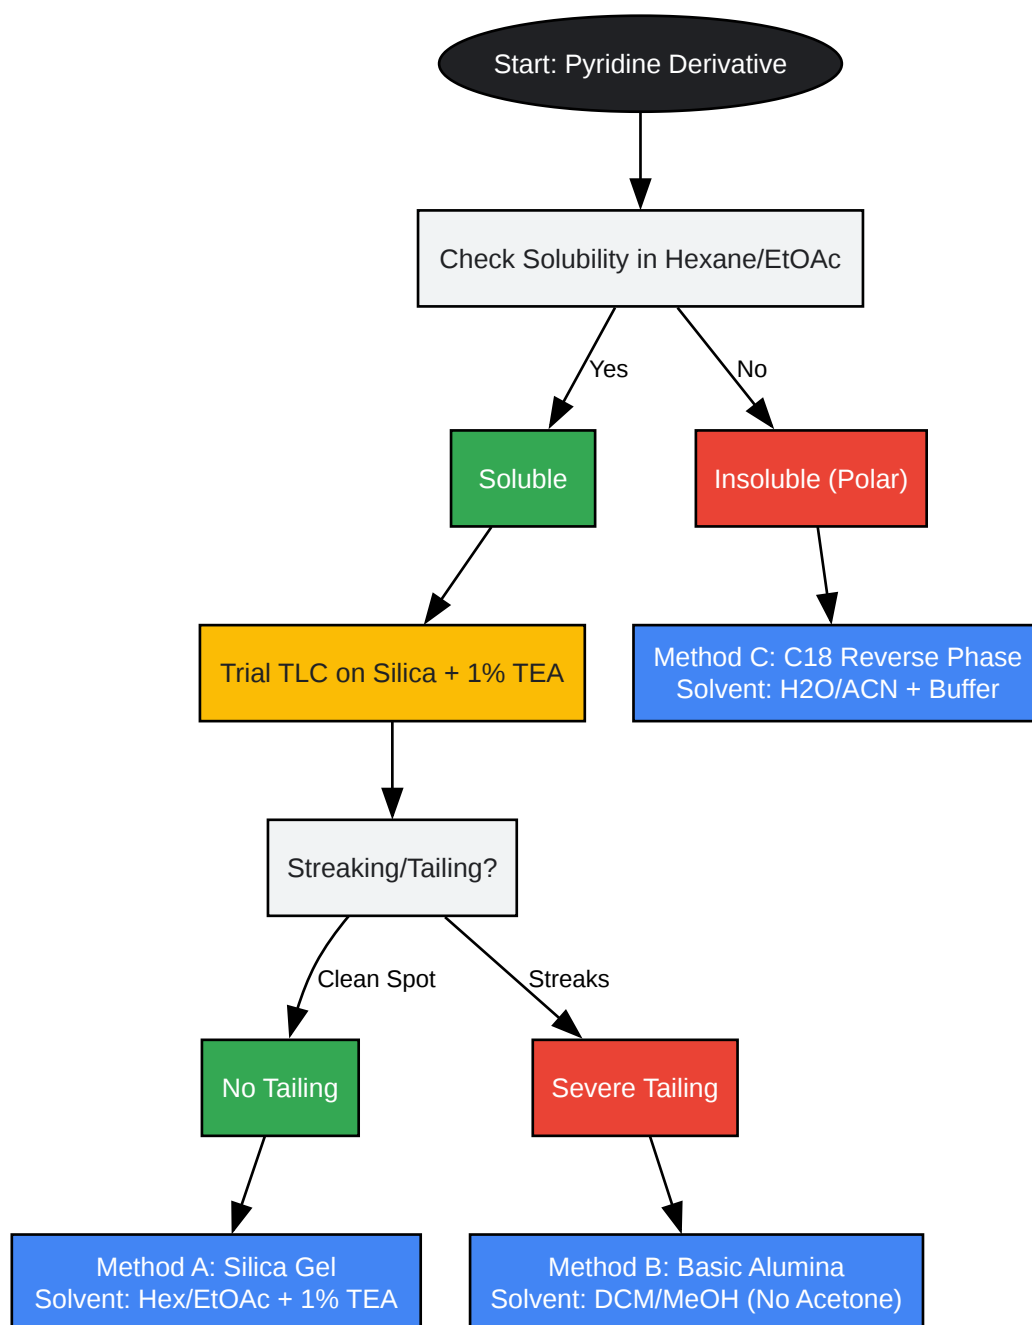 Start: Pyridine Derivative
Check Solubility in Hexane/EtOAc
Yes
No
Soluble
Insoluble (Polar)
Trial TLC on Silica + 1% TEA
Method C: C18 Reverse Phase
Solvent: H2O/ACN + Buffer
Streaking/Tailing?
Clean Spot
Streaks
No Tailing
Severe Tailing
Method A: Silica Gel
Solvent: Hex/EtOAc + 1% TEA
Method B: Basic Alumina
Solvent: DCM/MeOH (No Acetone)